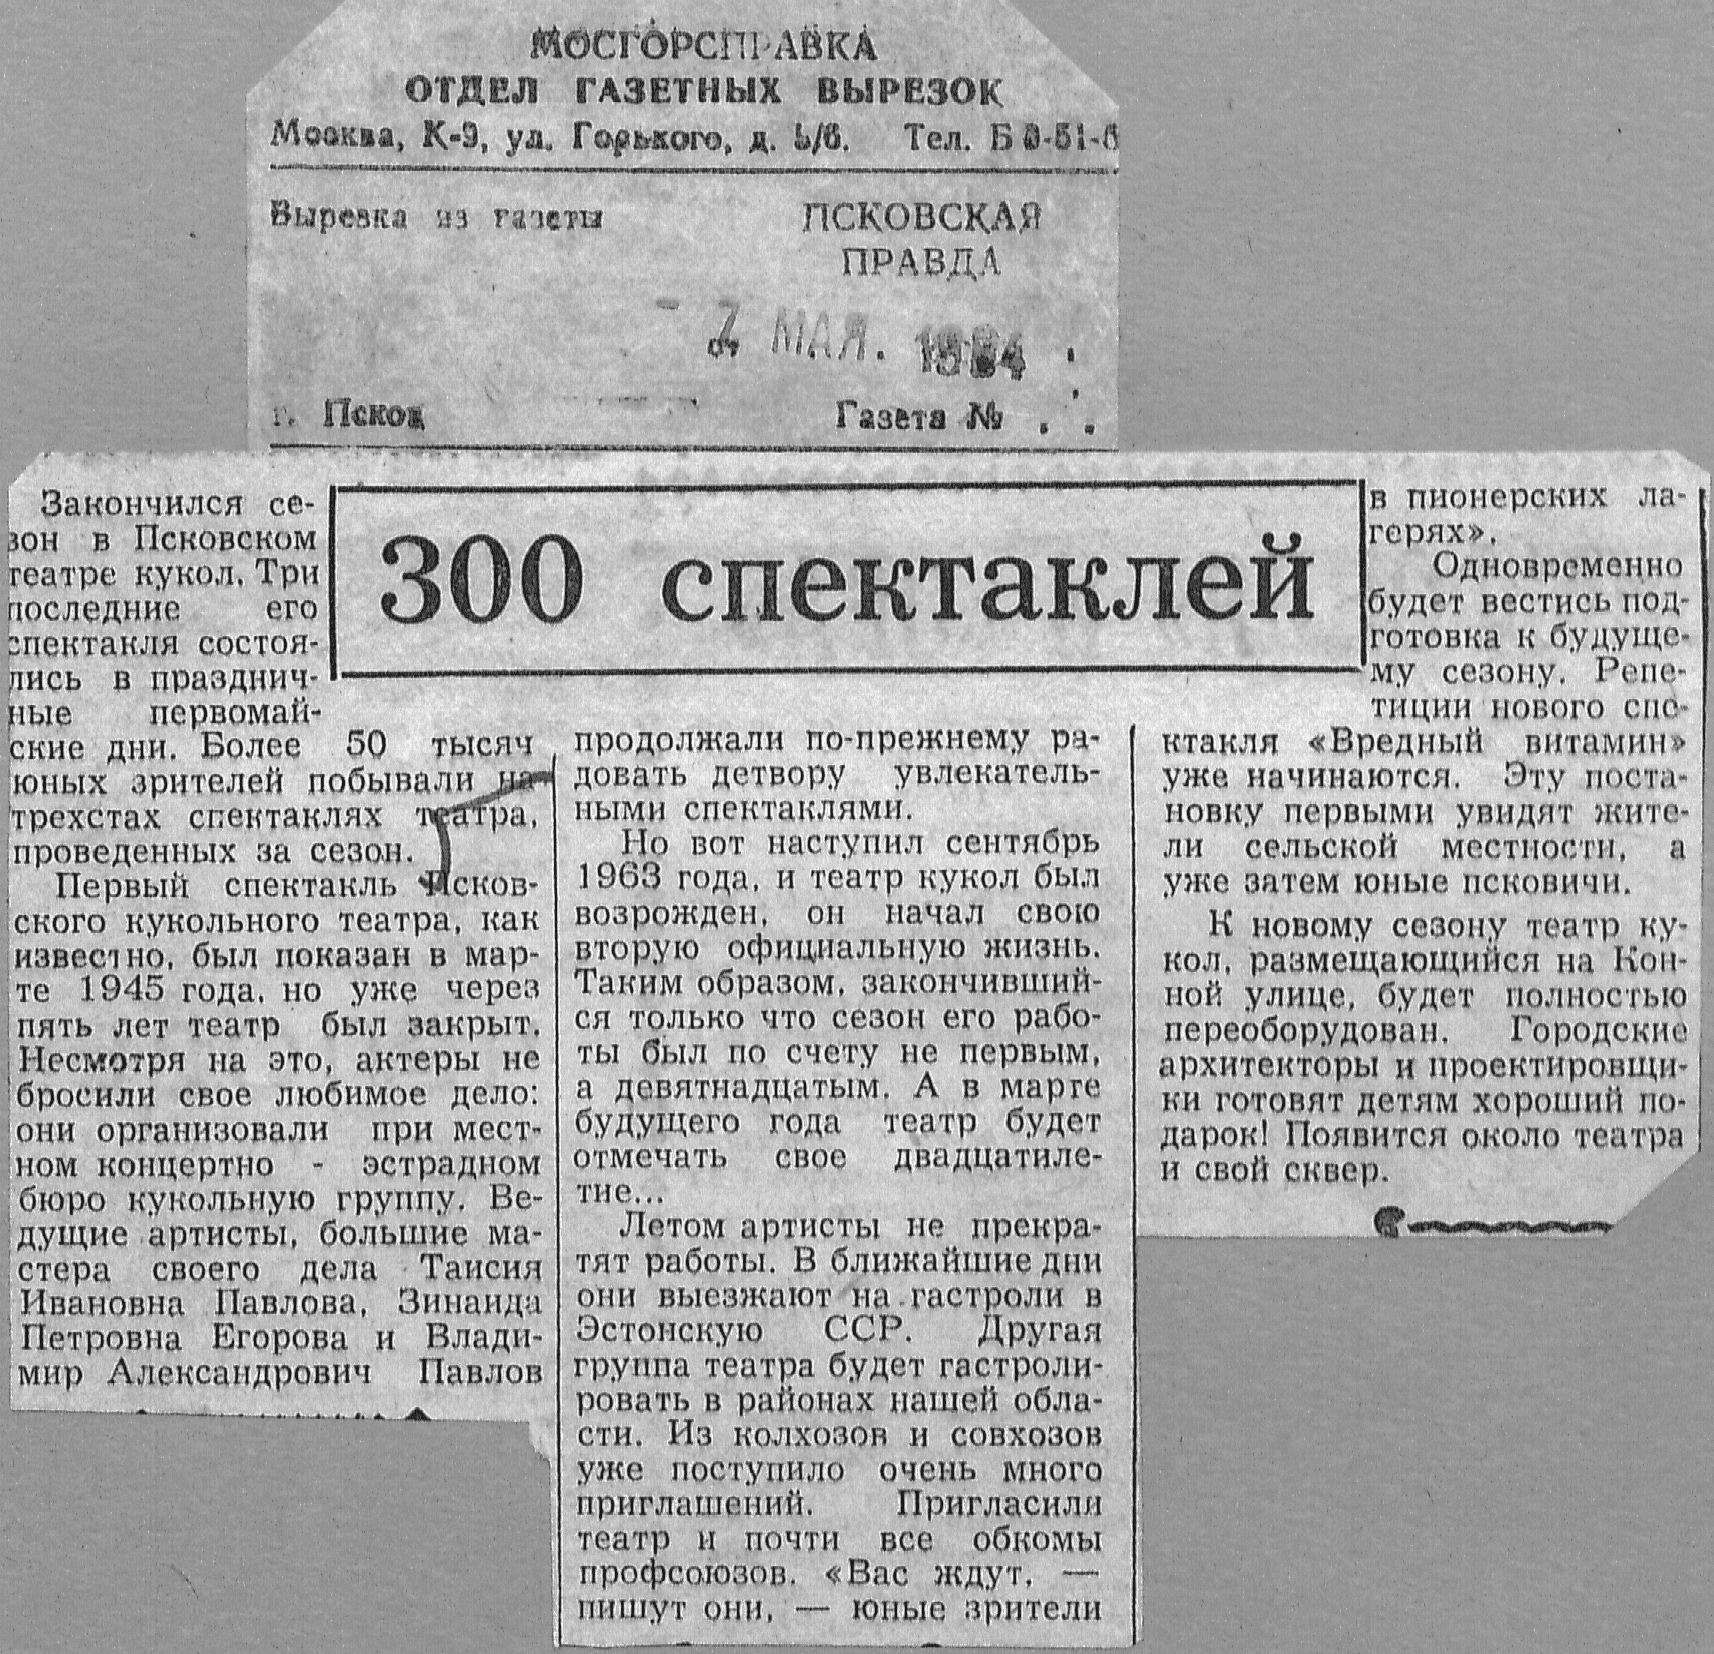 МОСГОРСПРАВКА
ОТДЕЛ ГАЗЕТНЫХ ВЫРЕЗОК
Москва, К-9, ул. Горького, д. 5/6. Тел. Б
Вырезка из газеты
ПСКОВСКАЯ
ПРАВДА
- 7 МАЯ.
г. Псков
Газета №
300 спектаклей
Закончился се-
зон в Псковском
театре кукол. Три
последние его
спектакля состоя-
лись в празднич-
ные первомай-
ские дни. Более 50 тысяч
юных зрителей побывали на
трехстах спектаклях театра,
проведенных за сезон.
Первый спектакль Псков-
ского кукольного театра, как
известно, был показан в мар-
те 1945 года, но уже через
пять лет театр был закрыт.
Несмотря на это, актеры не
бросили свое любимое дело:
они организовали при мест-
ном концертно - эстрадном
бюро кукольную группу. Ве-
дущие артисты, большие ма-
стера своего дела Таисия
Ивановна Павлова, Зинаида
Петровна Егорова и Влади-
мир Александрович Павлов
продолжали по-прежнему ра-
довать детвору увлекатель-
ными спектаклями.
Но вот наступил сентябрь
1963 года, и театр кукол был
возрожден, он начал свою
вторую официальную жизнь.
Таким образом, закончивший-
ся только что сезон его рабо-
ты был по счету не первым,
а девятнадцатым. А в марте
будущего года театр будет
отмечать свое двадцатиле-
тие...
Летом артисты не прекра-
тят работы. В ближайшие дни
они выезжают на гастроли в
Эстонскую ССР. Другая
группа театра будет гастроли-
ровать в районах нашей обла-
сти. Из колхозов и совхозов
уже поступило очень много
приглашений. Пригласили
театр и почти все обкомы
профсоюзов. «Вас ждут, —
пишут они, — юные зрители
в пионерских ла-
герях».
Одновременно
будет вестись под-
готовка к будуще-
му сезону. Репе-
тиции нового спе-
ктакля «Вредный витамин»
уже начинаются. Эту поста-
новку первыми увидят жите-
ли сельской местности, а
уже затем юные псковичи.
К новому сезону театр ку-
кол, размещающийся на Кон-
ной улице, будет полностью
переоборудован. Городские
архитекторы и проектировщи-
ки готовят детям хороший по-
дарок! Появится около театра
и свой сквер.